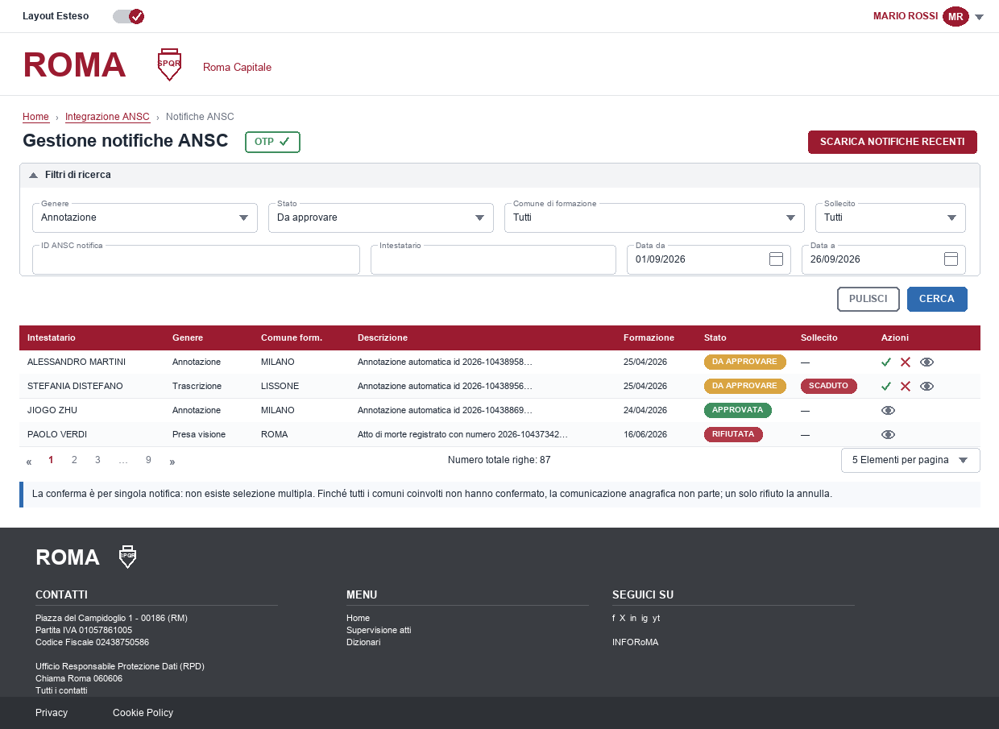 Layout Esteso
MARIO ROSSI MR
ROMA SPQR Roma Capitale
Home › Integrazione ANSC › Notifiche ANSC
Gestione notifiche ANSC OTP SCARICA NOTIFICHE RECENTI
Filtri di ricerca
Genere Stato Comune di formazione Sollecito
Annotazione Da approvare Tutti Tutti
ID ANSC notifica Intestatario Data da Data a
01/09/2026 26/09/2026
PULISCI CERCA
Intestatario Genere Comune form. Descrizione Formazione Stato Sollecito Azioni
ALESSANDRO MARTINI Annotazione MILANO Annotazione automatica id 2026-10438958… 25/04/2026 DA APPROVARE —
STEFANIA DISTEFANO Trascrizione LISSONE Annotazione automatica id 2026-10438956… 25/04/2026 DA APPROVARE SCADUTO
JIOGO ZHU Annotazione MILANO Annotazione automatica id 2026-10438869… 24/04/2026 APPROVATA —
PAOLO VERDI Presa visione ROMA Atto di morte registrato con numero 2026-10437342… 16/06/2026 RIFIUTATA —
« 1 2 3 … 9 » Numero totale righe: 87 5 Elementi per pagina
La conferma è per singola notifica: non esiste selezione multipla. Finché tutti i comuni coinvolti non hanno confermato, la comunicazione anagrafica non parte; un solo rifiuto la annulla.
ROMA SPQR
CONTATTI
Piazza del Campidoglio 1 - 00186 (RM)
Partita IVA 01057861005
Codice Fiscale 02438750586
Ufficio Responsabile Protezione Dati (RPD)
Chiama Roma 060606
Tutti i contatti
MENU
Home
Supervisione atti
Dizionari
SEGUICI SU
f X in ig yt
INFORoMA
Privacy Cookie Policy